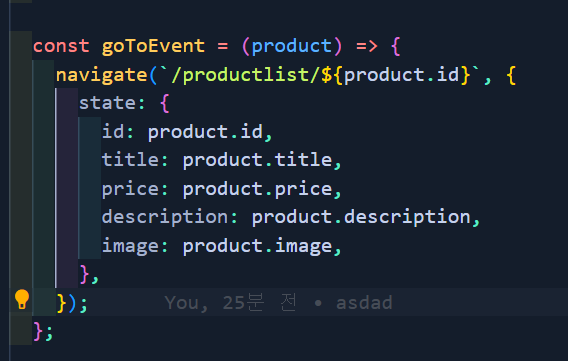 const goToEvent = (product) => {
navigate(`/productlist/${product.id}`, {
state: {
id: product.id,
title: product.title,
price: product.price,
description: product.description,
image: product.image,
},
});  You, 25분 전 • asdad
};